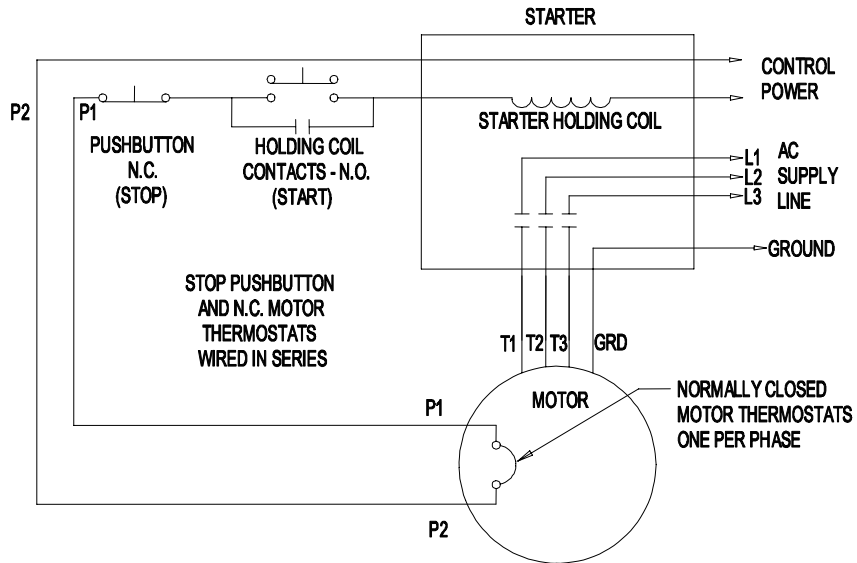 STARTER
CONTROL
POWER
P2
P1
PUSHBUTTON
N.C.
(STOP)
HOLDING COIL
CONTACTS - N.O.
(START)
STARTER HOLDING COIL
L1
L2
L3
AC
SUPPLY
LINE
GROUND
STOP PUSHBUTTON
AND N.C. MOTOR
THERMOSTATS
WIRED IN SERIES
T1
T2
T3
GRD
MOTOR
NORMALLY CLOSED
MOTOR THERMOSTATS
ONE PER PHASE
P1
P2